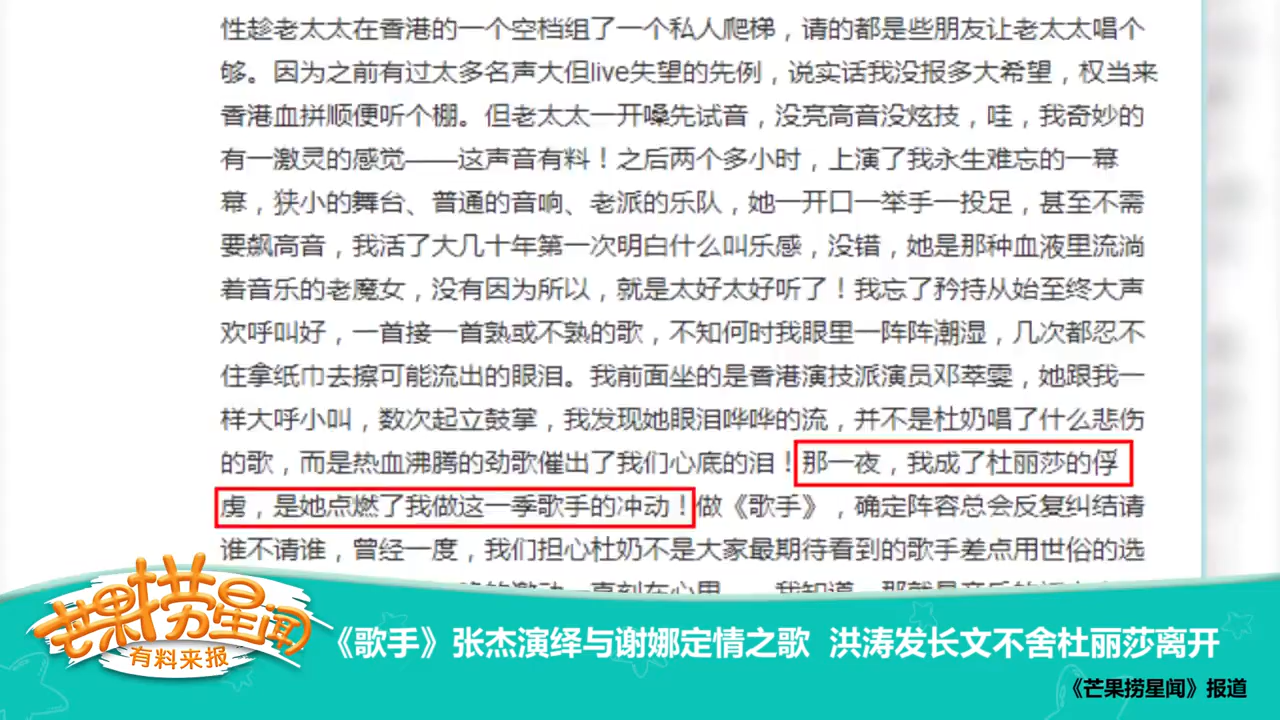 性趁老太太在香港的一个空档组了一个私人爬梯，请的都是些朋友让老太太唱个
够。因为之前有过太多名声大但live失望的先例，说实话我没报多大希望，权当来
香港血拼顺便听个棚。但老太太一开嗓先试音，没亮高音没炫技，哇，我奇妙的
有一激灵的感觉——这声音有料！之后两个多小时，上演了我永生难忘的一幕
幕，狭小的舞台、普通的音响、老派的乐队，她一开口一举手一投足，甚至不需
要飙高音，我活了大几十年第一次明白什么叫乐感，没错，她是那种血液里流淌
着音乐的老魔女，没有因为所以，就是太好太好听了！我忘了矜持从始至终大声
欢呼叫好，一首接一首熟或不熟的歌，不知何时我眼里一阵阵潮湿，几次都忍不
住拿纸巾去擦可能流出的眼泪。我前面坐的是香港演技派演员邓萃雯，她跟我一
样大呼小叫，数次起立鼓掌，我发现她眼泪哗哗的流，并不是杜奶唱了什么悲伤
的歌，而是热血沸腾的劲歌催出了我们心底的泪！那一夜，我成了杜丽莎的俘
虏，是她点燃了我做这一季歌手的冲动！做《歌手》，确定阵容总会反复纠结请
谁不请谁，曾经一度，我们担心杜奶不是大家最期待看到的歌手差点用世俗的选
芒果捞星闻
有料来报
《歌手》张杰演绎与谢娜定情之歌 洪涛发长文不舍杜丽莎离开
《芒果捞星闻》报道